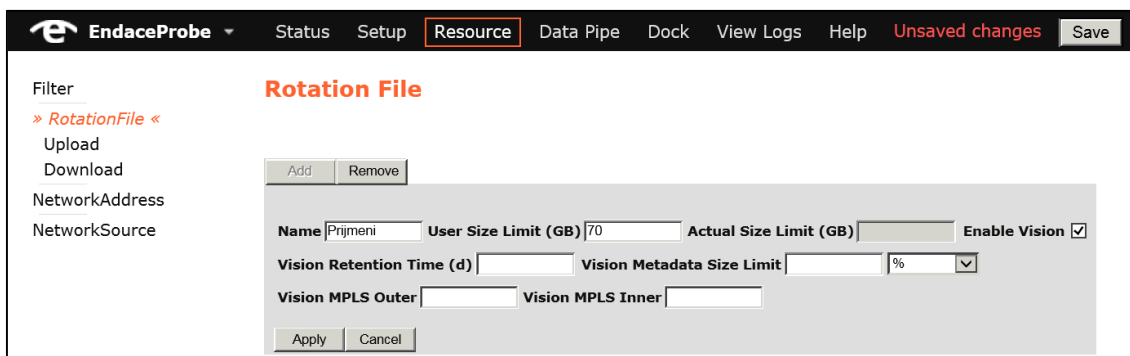 EndaceProbe Status Setup Resource Data Pipe Dock View Logs Help Unsaved changes Save
Filter
Rotation File
» RotationFile «
Upload
Download
Add Remove
NetworkAddress
NetworkSource
Name Prijmeni User Size Limit (GB) 70 Actual Size Limit (GB) Enable Vision
Vision Retention Time (d) Vision Metadata Size Limit %
Vision MPLS Outer Vision MPLS Inner
Apply Cancel